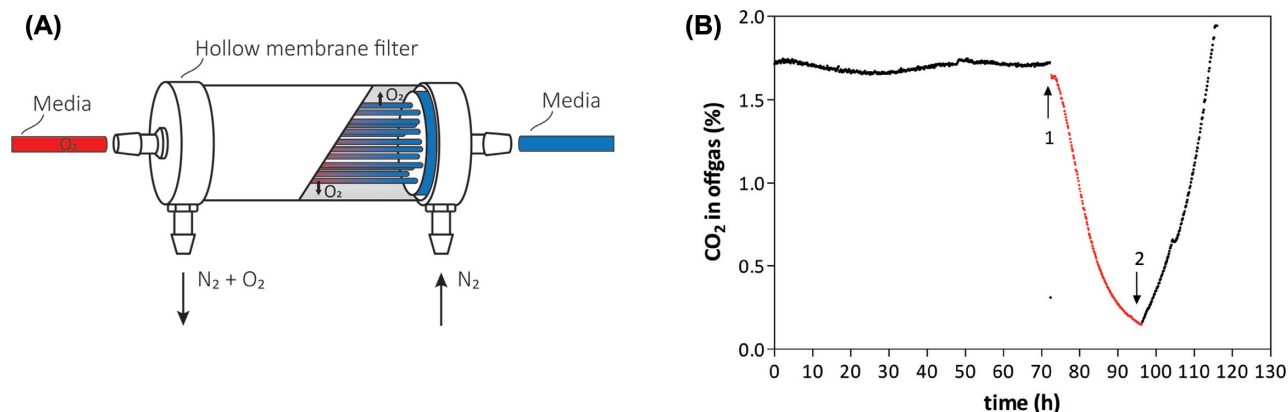 (A)
Hollow membrane filter
Media
O₂
O₂
O₂
Media
N₂ + O₂
N₂
(B)
CO₂ in offgas (%)
2.0
1.5
1.0
0.5
0.0
1
2
0 10 20 30 40 50 60 70 80 90 100 110 120 130
time (h)